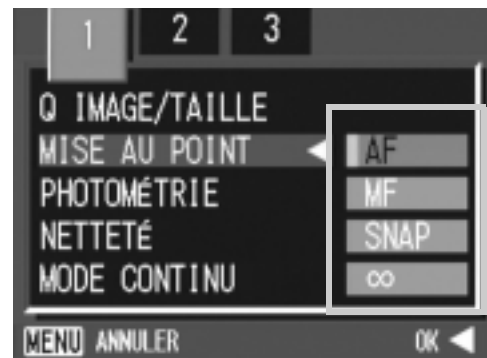 1 2 3
Q IMAGE/TAILLE
MISE AU POINT AF
PHOTOMÉTRIE MF
NETTETÉ SNAP
MODE CONTINU ∞
MENU ANNULER OK